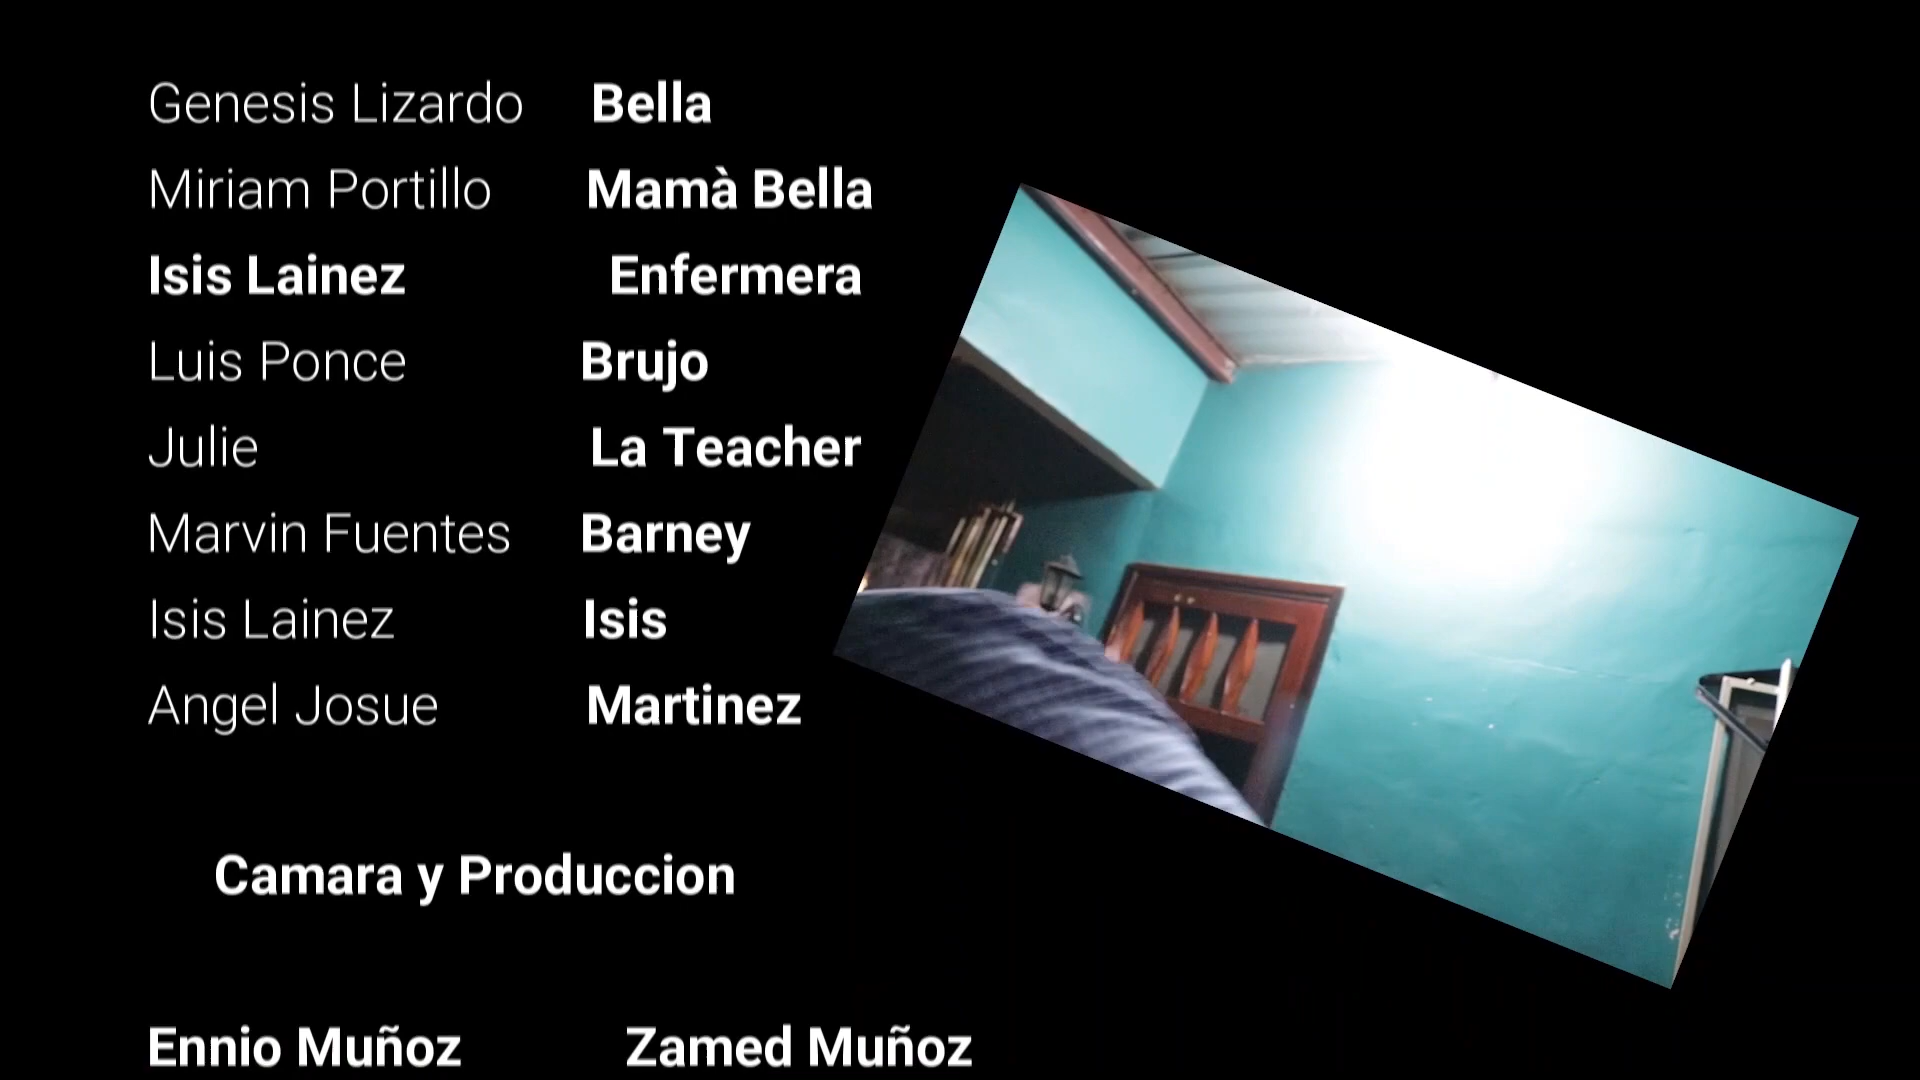 Genesis Lizardo Bella
Miriam Portillo Mamà Bella
Isis Lainez Enfermera
Luis Ponce Brujo
Julie La Teacher
Marvin Fuentes Barney
Isis Lainez Isis
Angel Josue Martinez
Camara y Produccion
Ennio Muñoz Zamed Muñoz